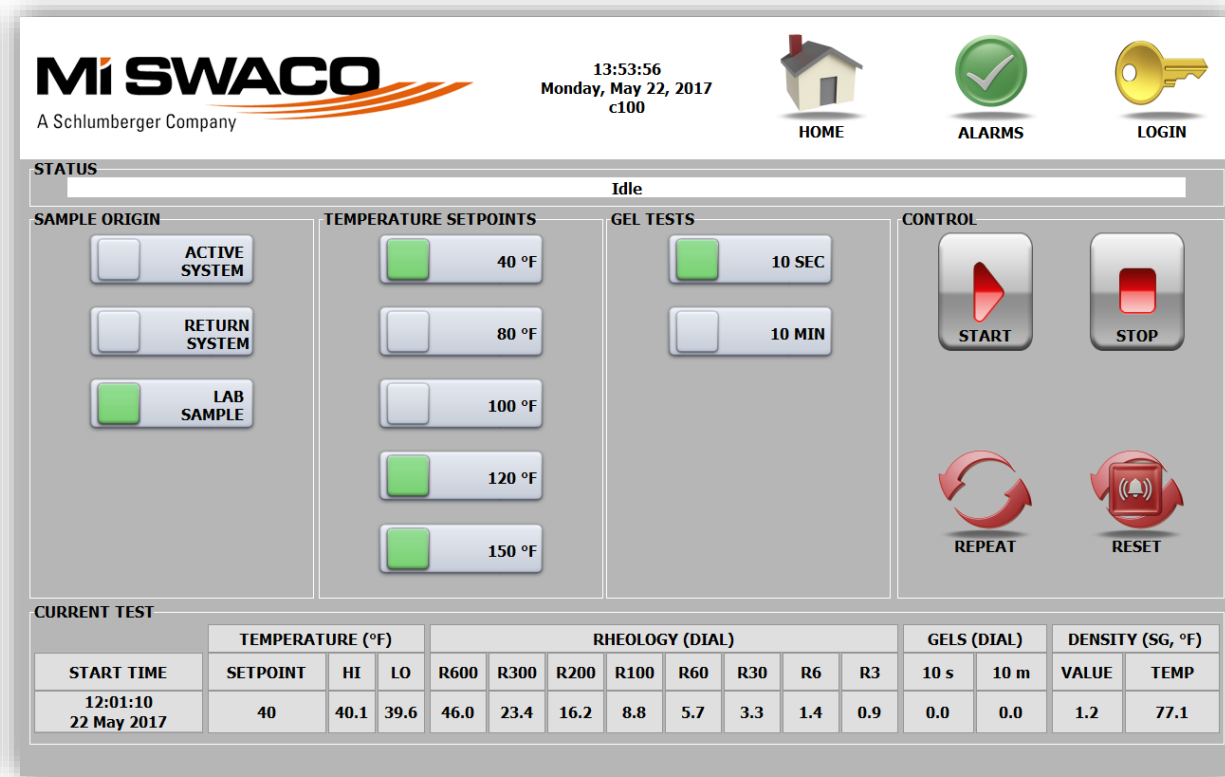 Mi SWACO
A Schlumberger Company
13:53:56
Monday, May 22, 2017
c100
HOME
ALARMS
LOGIN
STATUS
Idle
SAMPLE ORIGIN
ACTIVE
SYSTEM
RETURN
SYSTEM
LAB
SAMPLE
TEMPERATURE SETPOINTS
40 °F
80 °F
100 °F
120 °F
150 °F
GEL TESTS
10 SEC
10 MIN
CONTROL
START
STOP
REPEAT
RESET
CURRENT TEST
TEMPERATURE (°F) RHEOLOGY (DIAL) GELS (DIAL) DENSITY (SG, °F)
START TIME SETPOINT HI LO R600 R300 R200 R100 R60 R30 R6 R3 10 s 10 m VALUE TEMP
12:01:10
22 May 2017 40 40.1 39.6 46.0 23.4 16.2 8.8 5.7 3.3 1.4 0.9 0.0 0.0 1.2 77.1